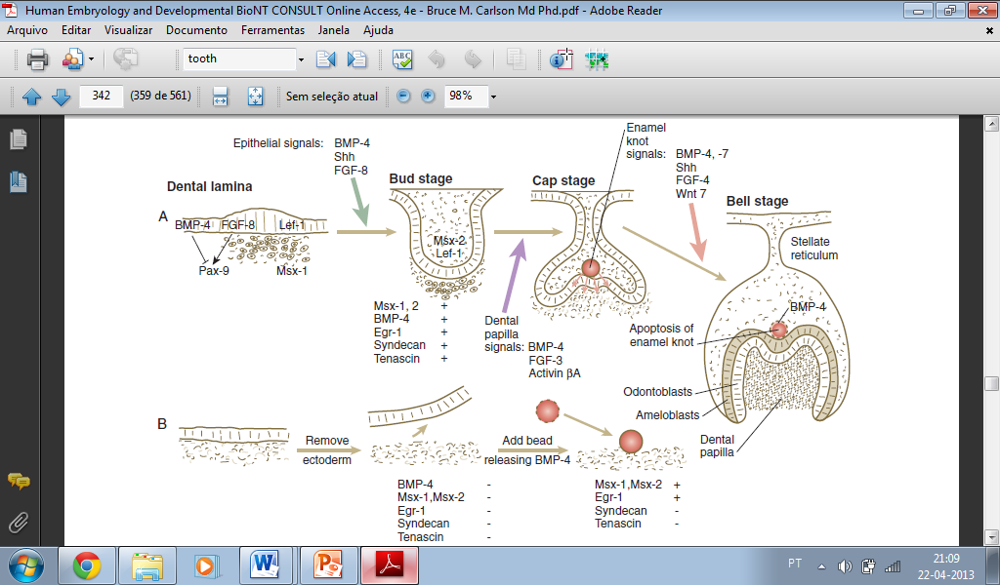 Human Embryology and Developmental BioNT CONSULT Online Access, 4e - Bruce M. Carlson Md Phd.pdf - Adobe Reader
Arquivo Editar Visualizar Documento Ferramentas Janela Ajuda
tooth
ABC
342 (359 de 561) Sem seleção atual 98%
Epithelial signals: BMP-4
Shh
FGF-8
Enamel
knot
signals: BMP-4, -7
Shh
FGF-4
Wnt 7
Dental lamina
Bud stage
Cap stage
Bell stage
A
BMP-4 FGF-8 Lef-1
Pax-9 Msx-1
Msx-2
Lef-1
Stellate
reticulum
Msx-1, 2 +
BMP-4 +
Egr-1 +
Syndecan +
Tenascin +
Dental
papilla
signals: BMP-4
FGF-3
Activin βA
BMP-4
Apoptosis of
enamel knot
Odontoblasts
Ameloblasts
Dental
papilla
B
Remove
ectoderm
Add bead
releasing BMP-4
BMP-4 -
Msx-1,Msx-2 -
Egr-1 -
Syndecan -
Tenascin -
Msx-1,Msx-2 +
Egr-1 +
Syndecan -
Tenascin -
PT
21:09
22-04-2013